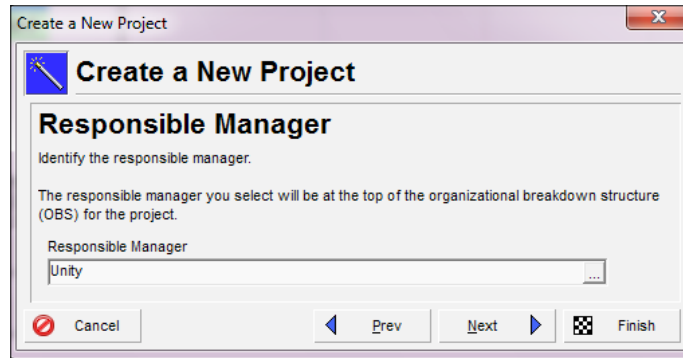 Create a New Project
Create a New Project
Responsible Manager
Identify the responsible manager.
The responsible manager you select will be at the top of the organizational breakdown structure
(OBS) for the project.
Responsible Manager
Unity
...
Cancel
Prev
Next
Finish